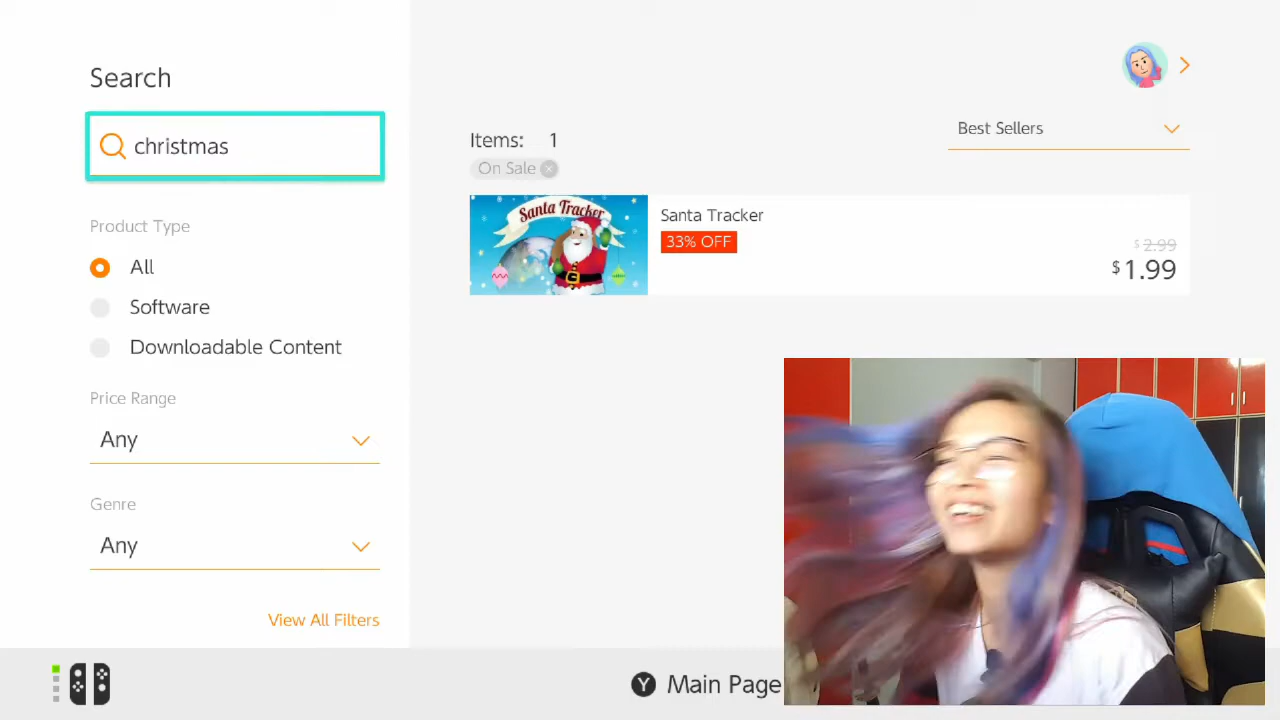 Search
christmas
Product Type
All
Software
Downloadable Content
Price Range
Any
Genre
Any
View All Filters
Items: 1
On Sale
Best Sellers
Santa Tracker
Santa Tracker
33% OFF
$2.99
$1.99
Y Main Page